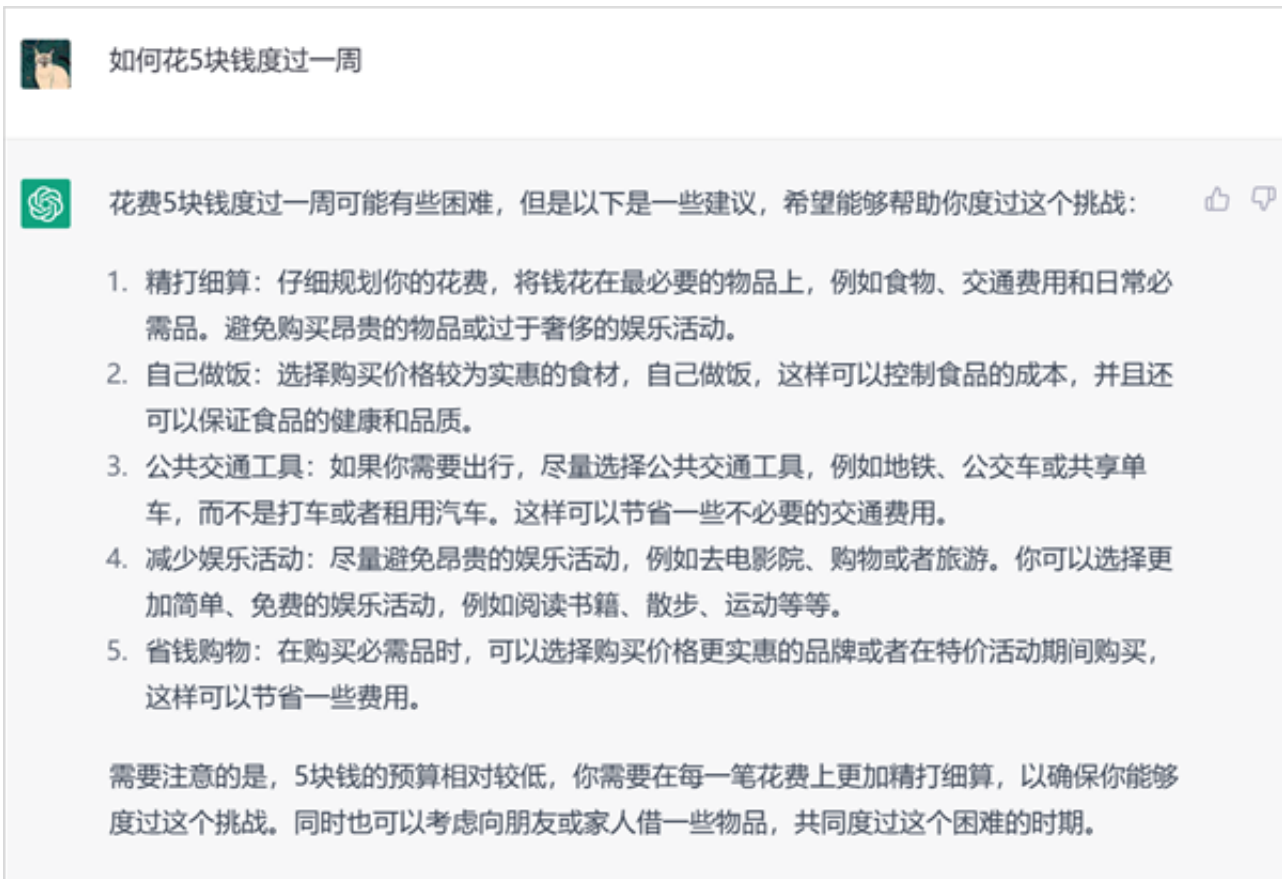 如何花5块钱度过一周
花费5块钱度过一周可能有些困难，但是以下是一些建议，希望能够帮助你度过这个挑战：
1. 精打细算：仔细规划你的花费，将钱花在最必要的物品上，例如食物、交通费用和日常必
需品。避免购买昂贵的物品或过于奢侈的娱乐活动。
2. 自己做饭：选择购买价格较为实惠的食材，自己做饭，这样可以控制食品的成本，并且还
可以保证食品的健康和品质。
3. 公共交通工具：如果你需要出行，尽量选择公共交通工具，例如地铁、公交车或共享单
车，而不是打车或者租用汽车。这样可以节省一些不必要的交通费用。
4. 减少娱乐活动：尽量避免昂贵的娱乐活动，例如去电影院、购物或者旅游。你可以选择更
加简单、免费的娱乐活动，例如阅读书籍、散步、运动等等。
5. 省钱购物：在购买必需品时，可以选择购买价格更实惠的品牌或者在特价活动期间购买，
这样可以节省一些费用。
需要注意的是，5块钱的预算相对较低，你需要在每一笔花费上更加精打细算，以确保你能够
度过这个挑战。同时也可以考虑向朋友或家人借一些物品，共同度过这个困难的时期。